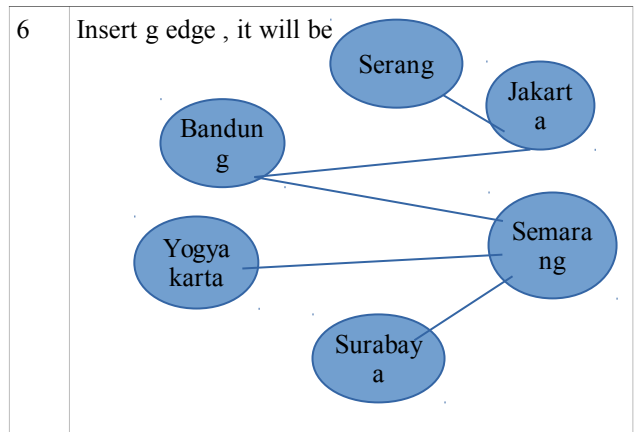 6
Insert g edge , it will be
Serang
Jakart
a
Bandun
g
Semara
ng
Yogya
karta
Surabay
a